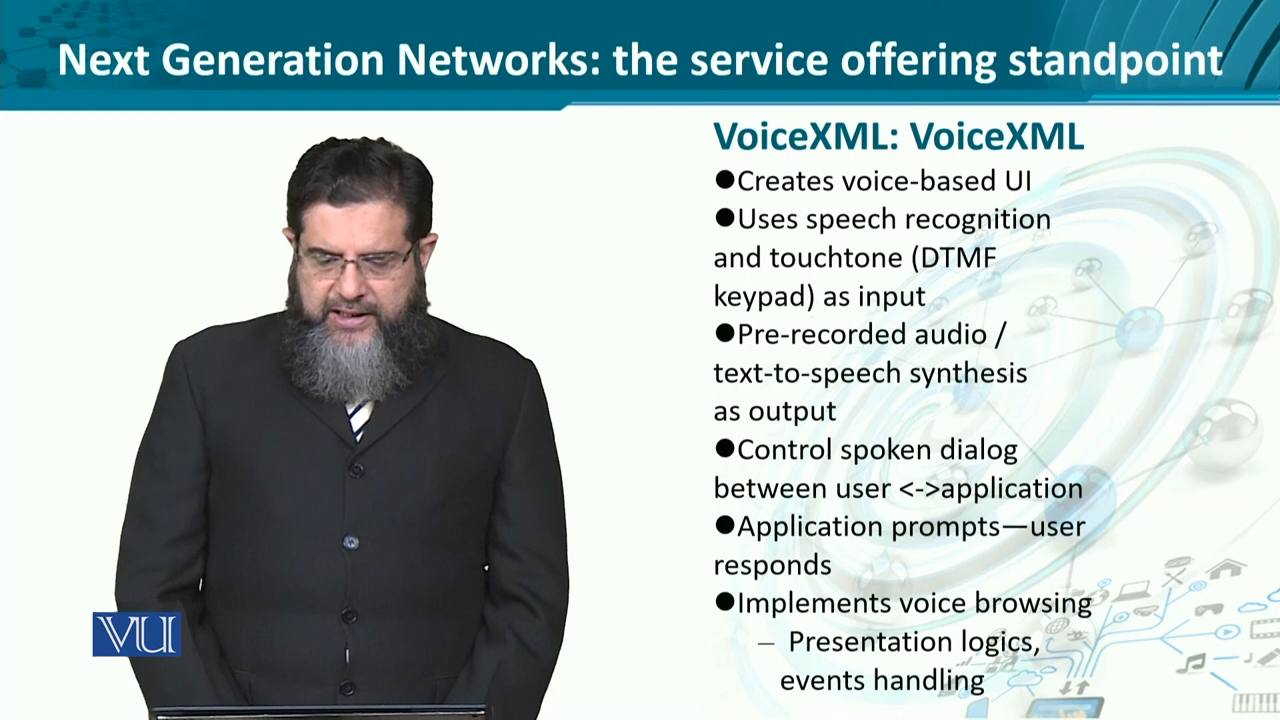 Next Generation Networks: the service offering standpoint
VoiceXML: VoiceXML
●Creates voice-based UI
●Uses speech recognition
and touchtone (DTMF
keypad) as input
●Pre-recorded audio /
text-to-speech synthesis
as output
●Control spoken dialog
between user <->application
●Application prompts—user
responds
●Implements voice browsing
– Presentation logics,
events handling
VU